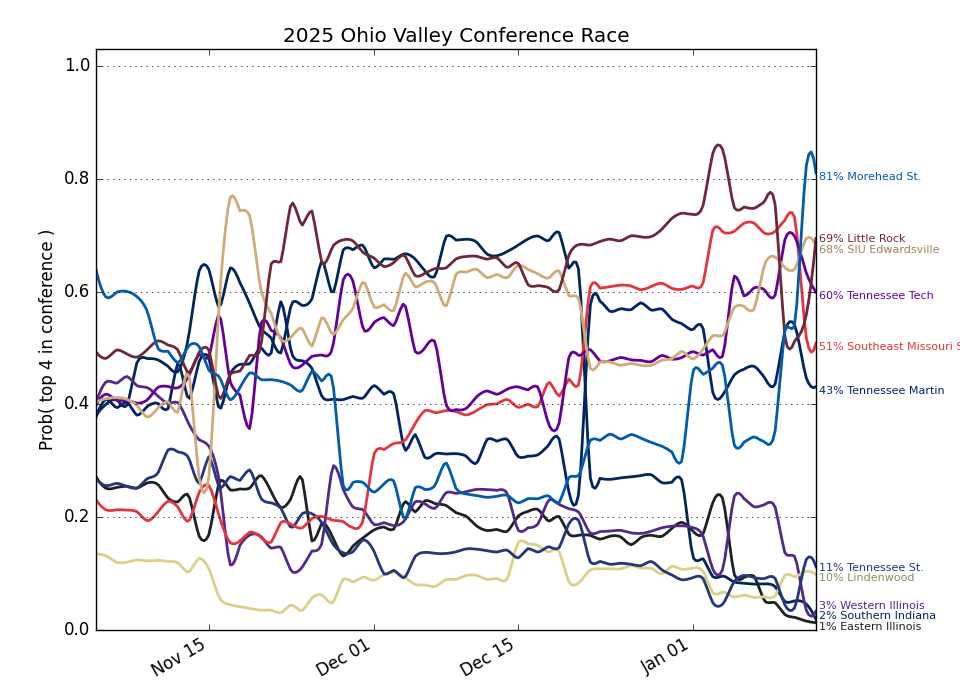 2025 Ohio Valley Conference Race
Prob( top 4 in conference )
1.0
0.8
0.6
0.4
0.2
0.0
Nov 15
Dec 01
Dec 15
Jan 01
81% Morehead St.
69% Little Rock
68% SIU Edwardsville
60% Tennessee Tech
51% Southeast Missouri S
43% Tennessee Martin
11% Tennessee St.
10% Lindenwood
3% Western Illinois
2% Southern Indiana
1% Eastern Illinois